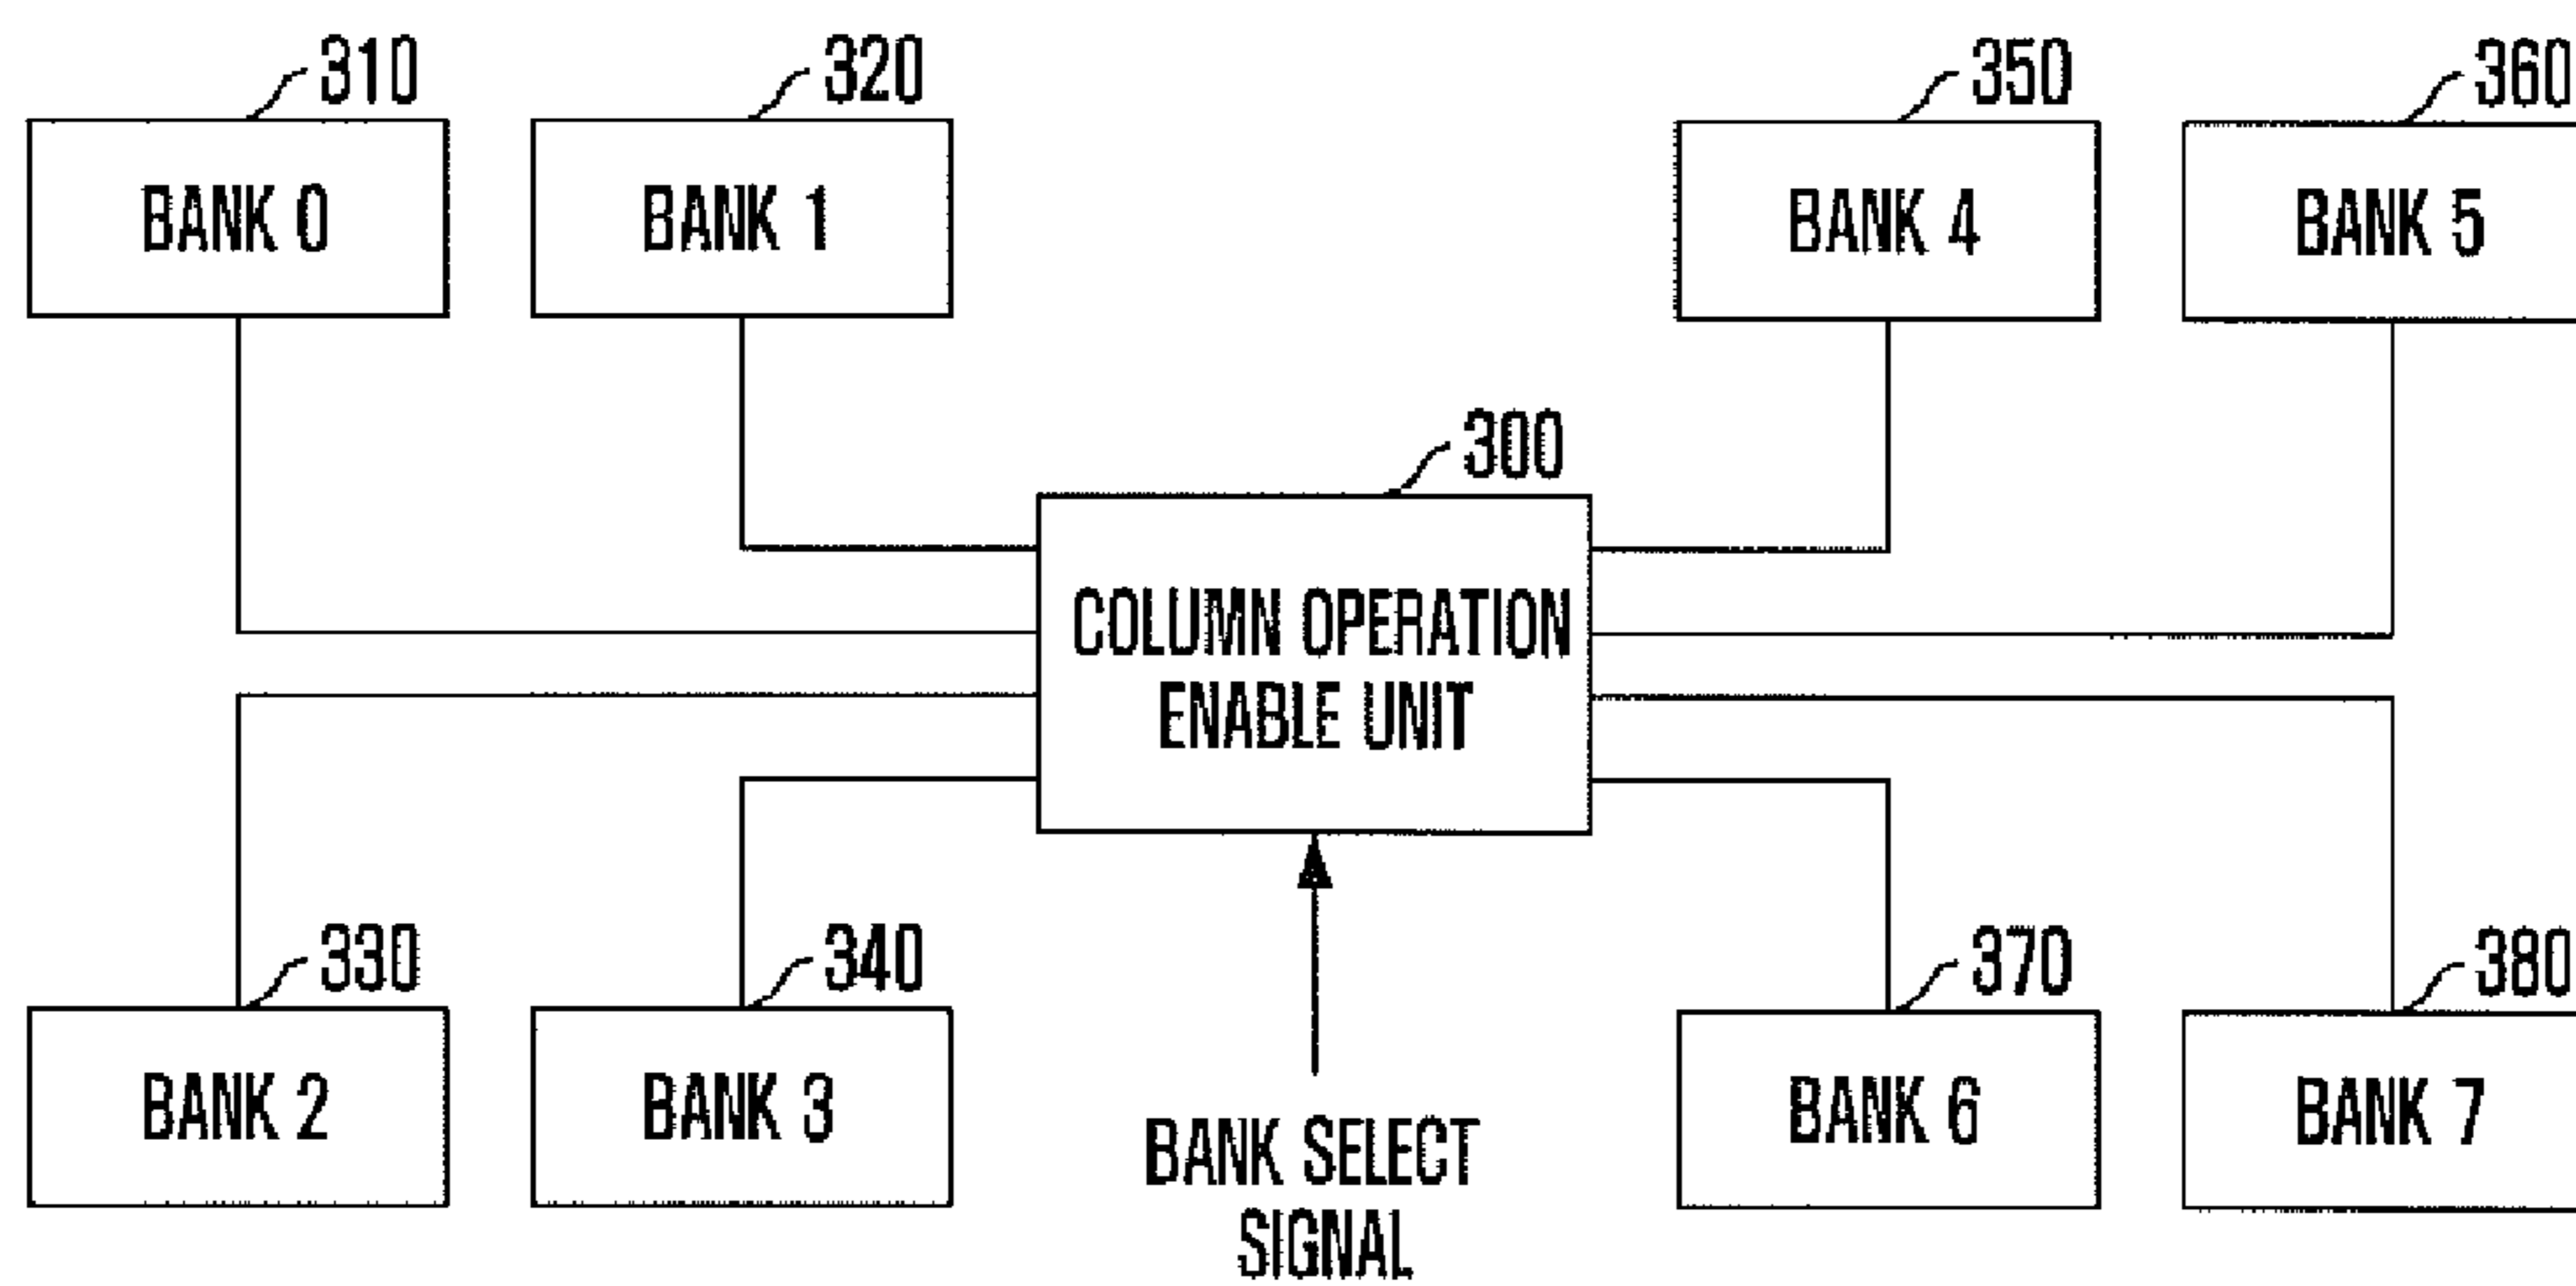 310
320
350
360
BANK 0
BANK 1
BANK 4
BANK 5
300
COLUMN OPERATION
ENABLE UNIT
330
340
370
380
BANK 2
BANK 3
BANK 6
BANK 7
BANK SELECT
SIGNAL